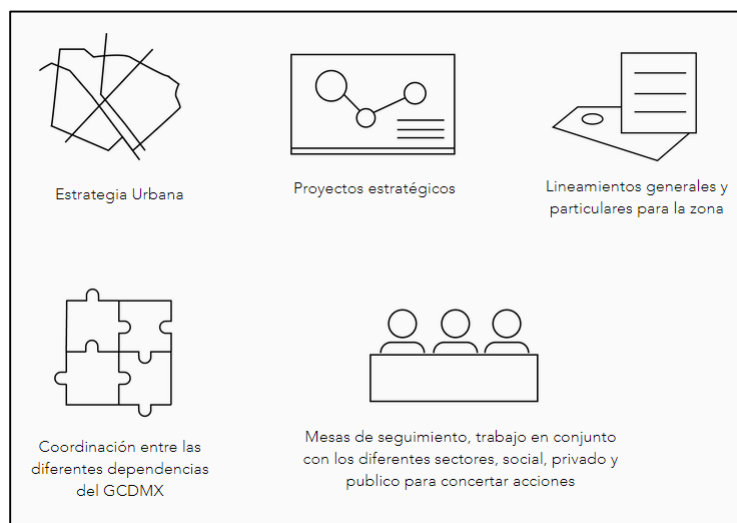 Estrategia Urbana
Proyectos estratégicos
Lineamientos generales y
particulares para la zona
Coordinación entre las
diferentes dependencias
del GCDMX
Mesas de seguimiento, trabajo en conjunto
con los diferentes sectores, social, privado y
publico para concertar acciones